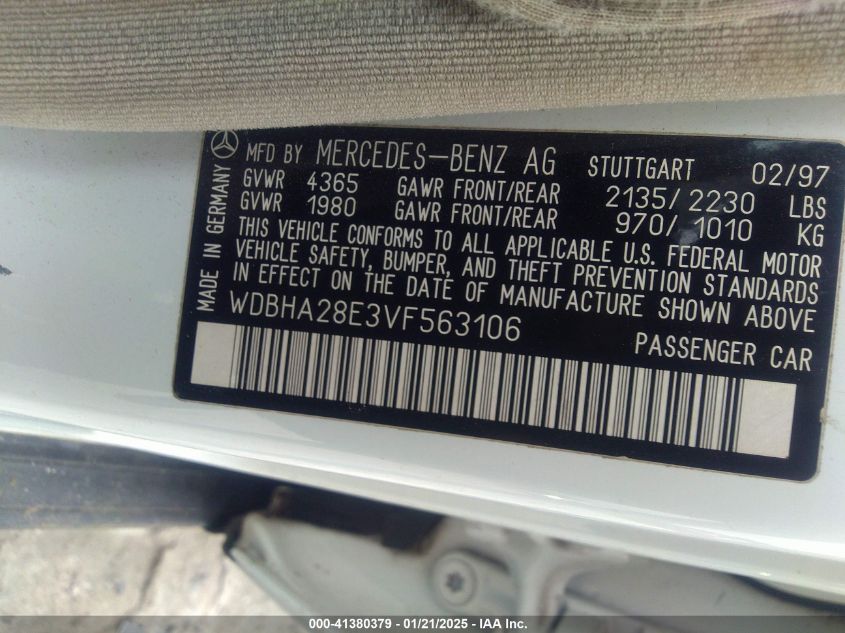 MADE IN GERMANY
MFD BY MERCEDES-BENZ AG STUTTGART 02/97
GVWR 4365 GAWR FRONT/REAR 2135/2230 LBS
GVWR 1980 GAWR FRONT/REAR 970/1010 KG
THIS VEHICLE CONFORMS TO ALL APPLICABLE U.S. FEDERAL MOTOR
VEHICLE SAFETY, BUMPER, AND THEFT PREVENTION STANDARDS
IN EFFECT ON THE DATE OF MANUFACTURE SHOWN ABOVE
WDBHA28E3VF563106
PASSENGER CAR
000-41380379 - 01/21/2025 - IAA Inc.